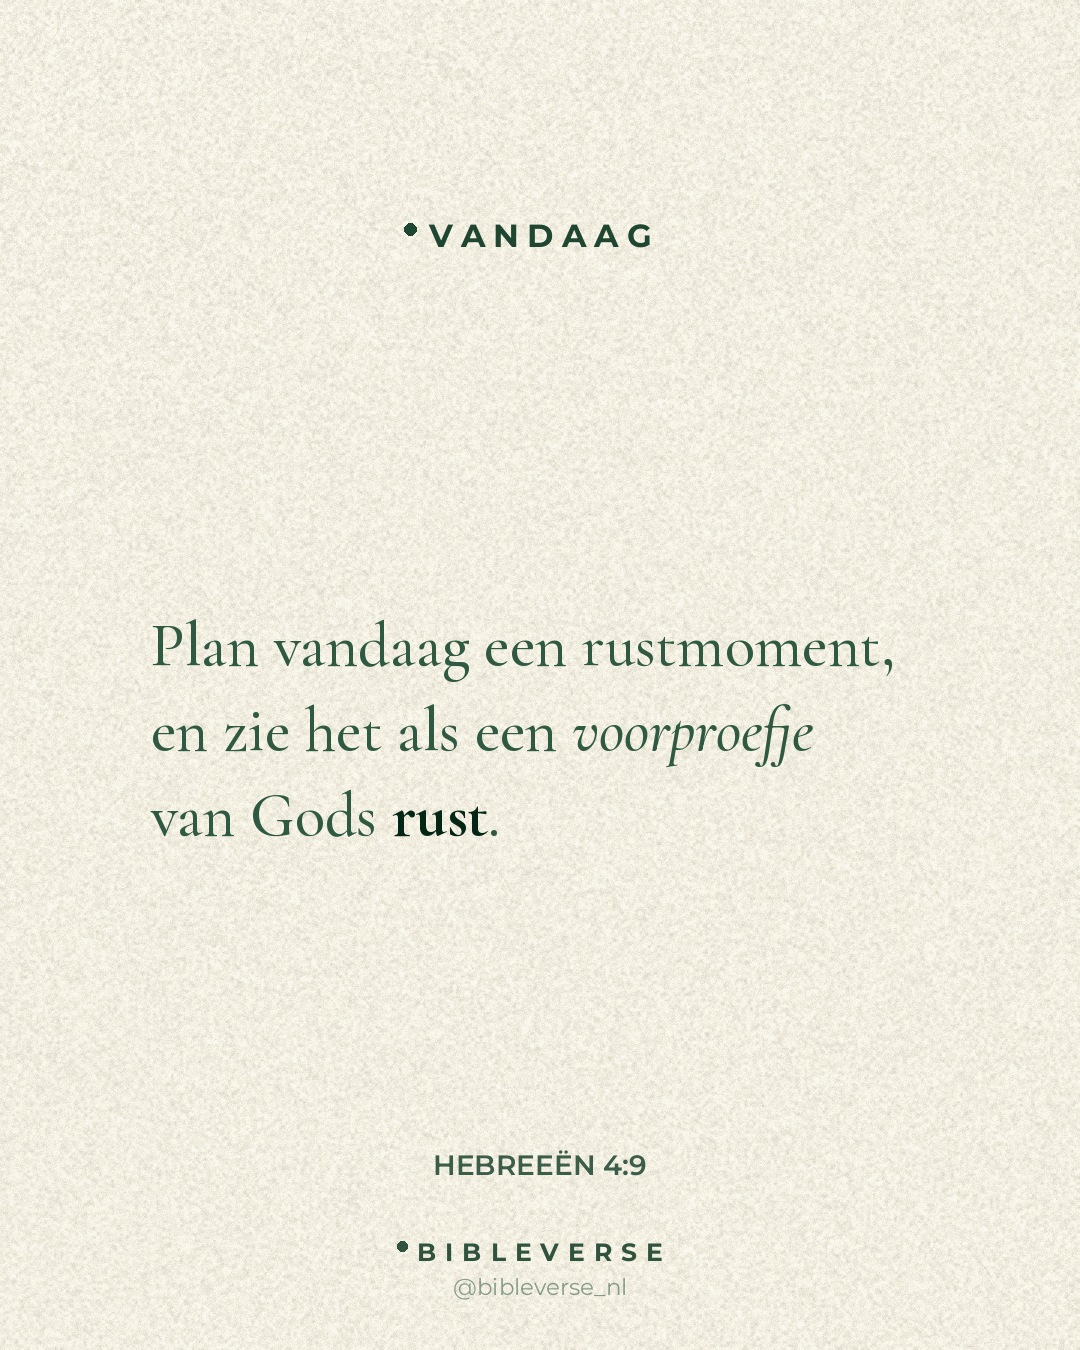 VANDAAG
Plan vandaag een rustmoment,
en zie het als een voorproefje
van Gods rust.
HEBREEËN 4:9
BIBLEVERSE
@bibleverse_nl